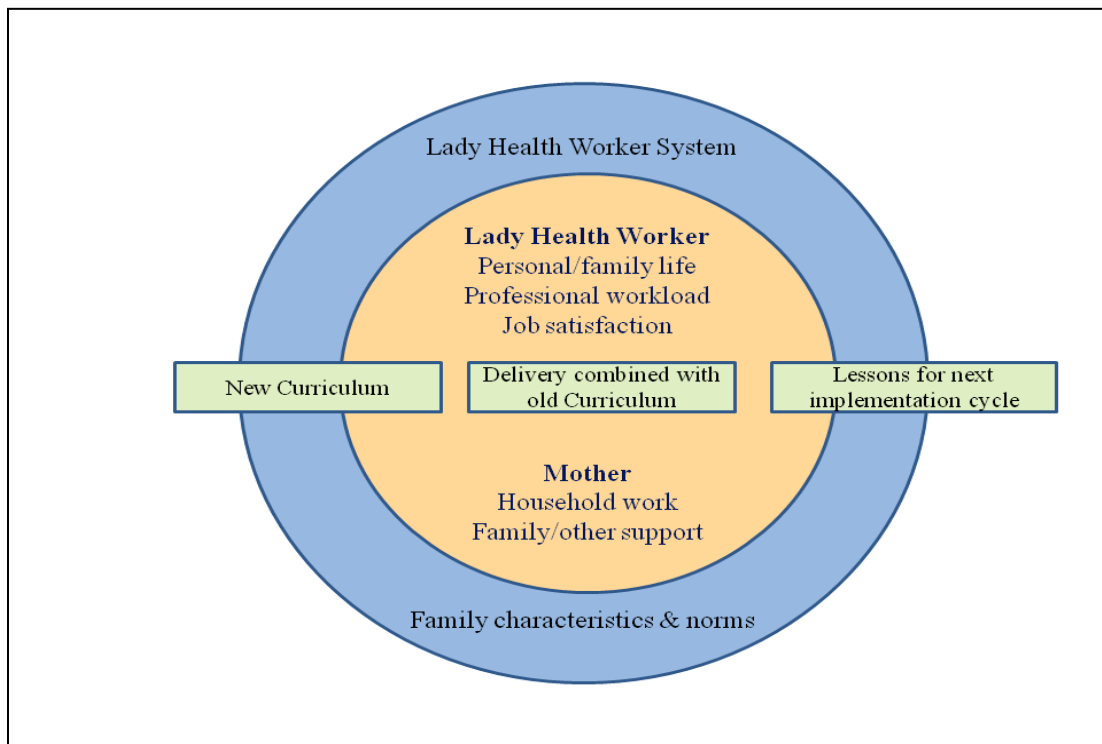 Lady Health Worker System
Lady Health Worker
Personal/family life
Professional workload
Job satisfaction
New Curriculum
Delivery combined with
old Curriculum
Lessons for next
implementation cycle
Mother
Household work
Family/other support
Family characteristics & norms